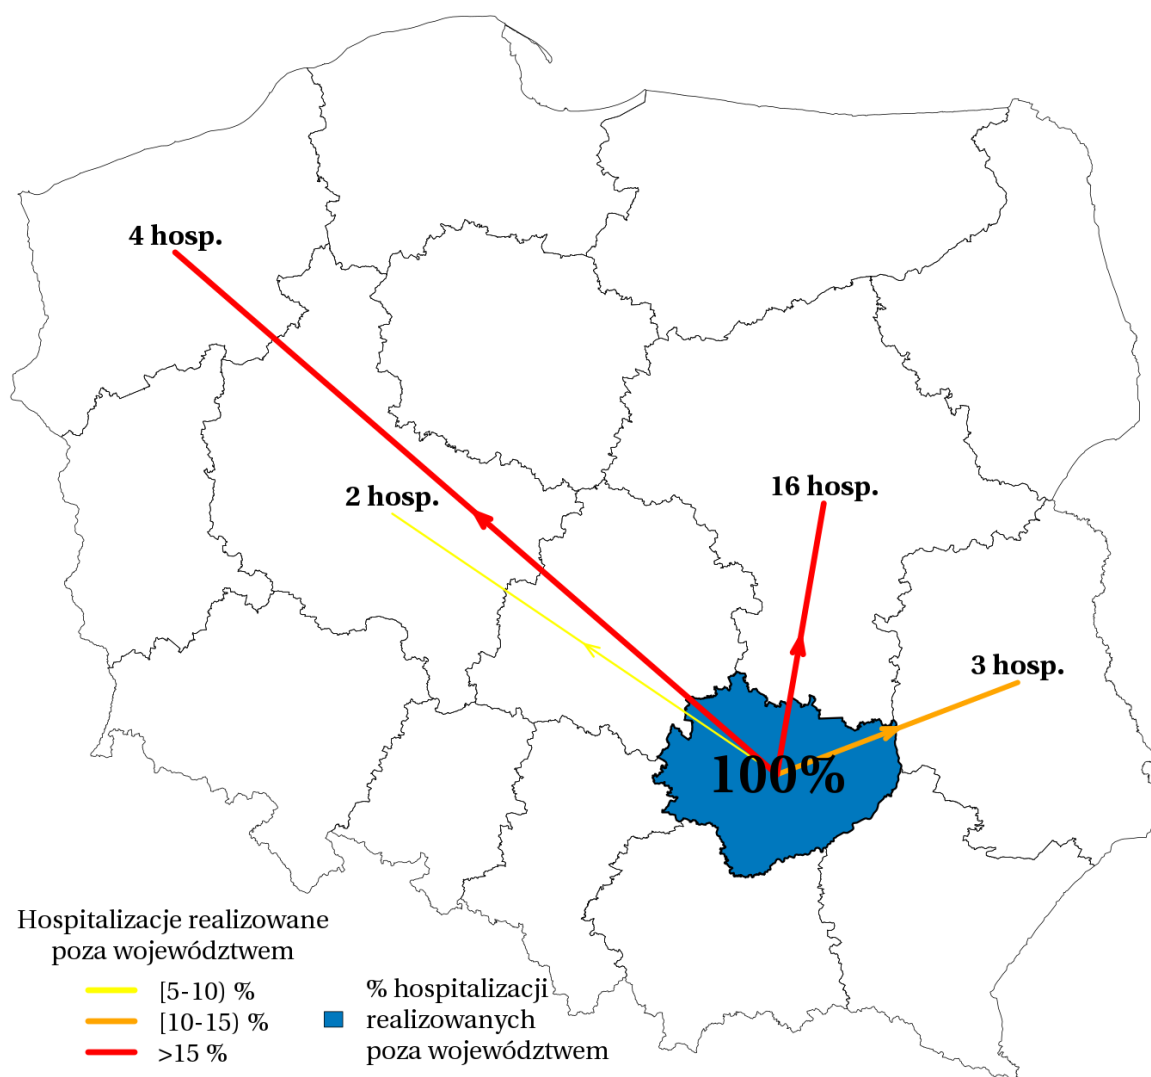 4 hosp.
2 hosp.
16 hosp.
3 hosp.
100%
Hospitalizacje realizowane
poza województwem
[5-10) %
[10-15) %
>15 %
% hospitalizacji
realizowanych
poza województwem